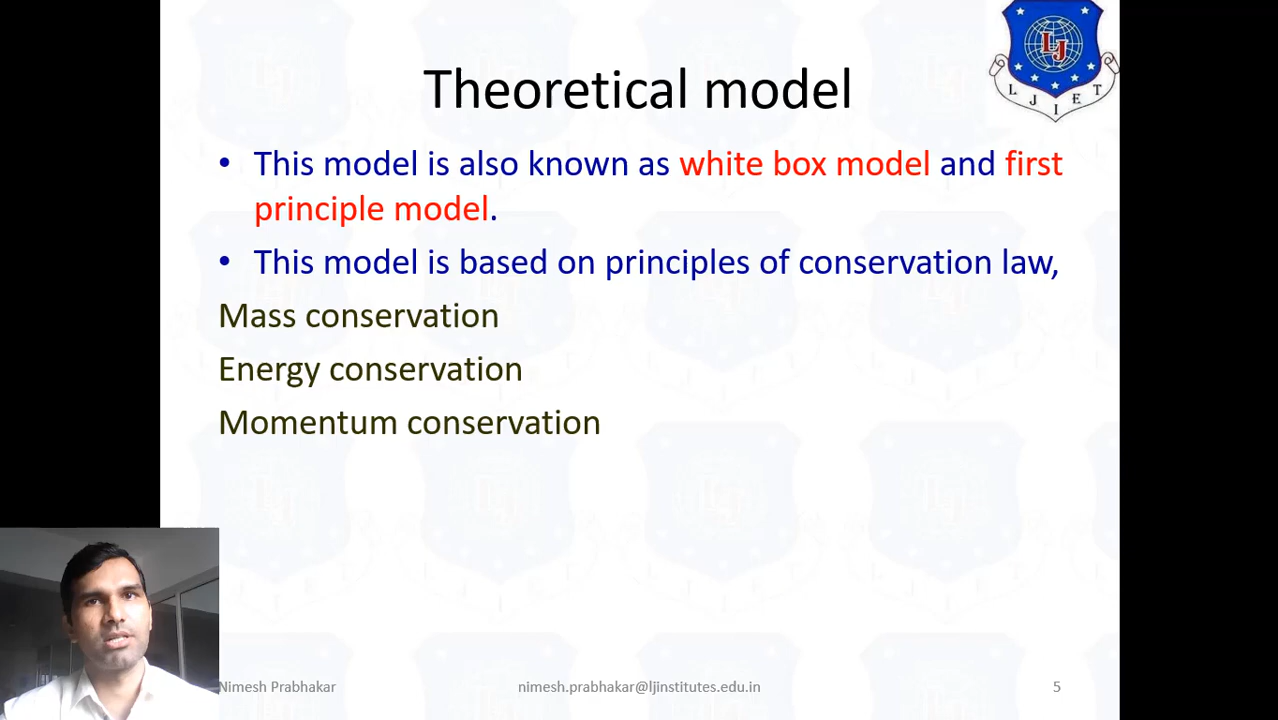 LJ
L J I E T
Theoretical model
• This model is also known as white box model and first
principle model.
• This model is based on principles of conservation law,
Mass conservation
Energy conservation
Momentum conservation
Nimesh Prabhakar
nimesh.prabhakar@ljinstitutes.edu.in
5